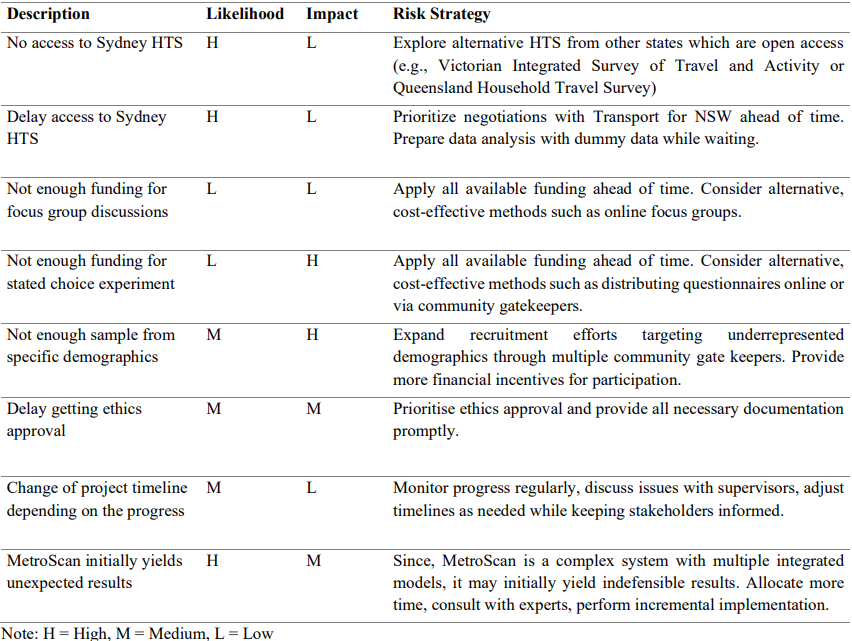 Description Likelihood Impact Risk Strategy
No access to Sydney HTS H L Explore alternative HTS from other states which are open access
(e.g., Victorian Integrated Survey of Travel and Activity or
Queensland Household Travel Survey)
Delay access to Sydney H L Prioritize negotiations with Transport for NSW ahead of time.
HTS Prepare data analysis with dummy data while waiting.
Not enough funding for L L Apply all available funding ahead of time. Consider alternative,
focus group discussions cost-effective methods such as online focus groups.
Not enough funding for L H Apply all available funding ahead of time. Consider alternative,
stated choice experiment cost-effective methods such as distributing questionnaires online or
via community gatekeepers.
Not enough sample from M H Expand recruitment efforts targeting underrepresented
specific demographics demographics through multiple community gate keepers. Provide
more financial incentives for participation.
Delay getting ethics M M Prioritise ethics approval and provide all necessary documentation
approval promptly.
Change of project timeline M L Monitor progress regularly, discuss issues with supervisors, adjust
depending on the progress timelines as needed while keeping stakeholders informed.
MetroScan initially yields H M Since, MetroScan is a complex system with multiple integrated
unexpected results models, it may initially yield indefensible results. Allocate more
time, consult with experts, perform incremental implementation.
Note: H = High, M = Medium, L = Low